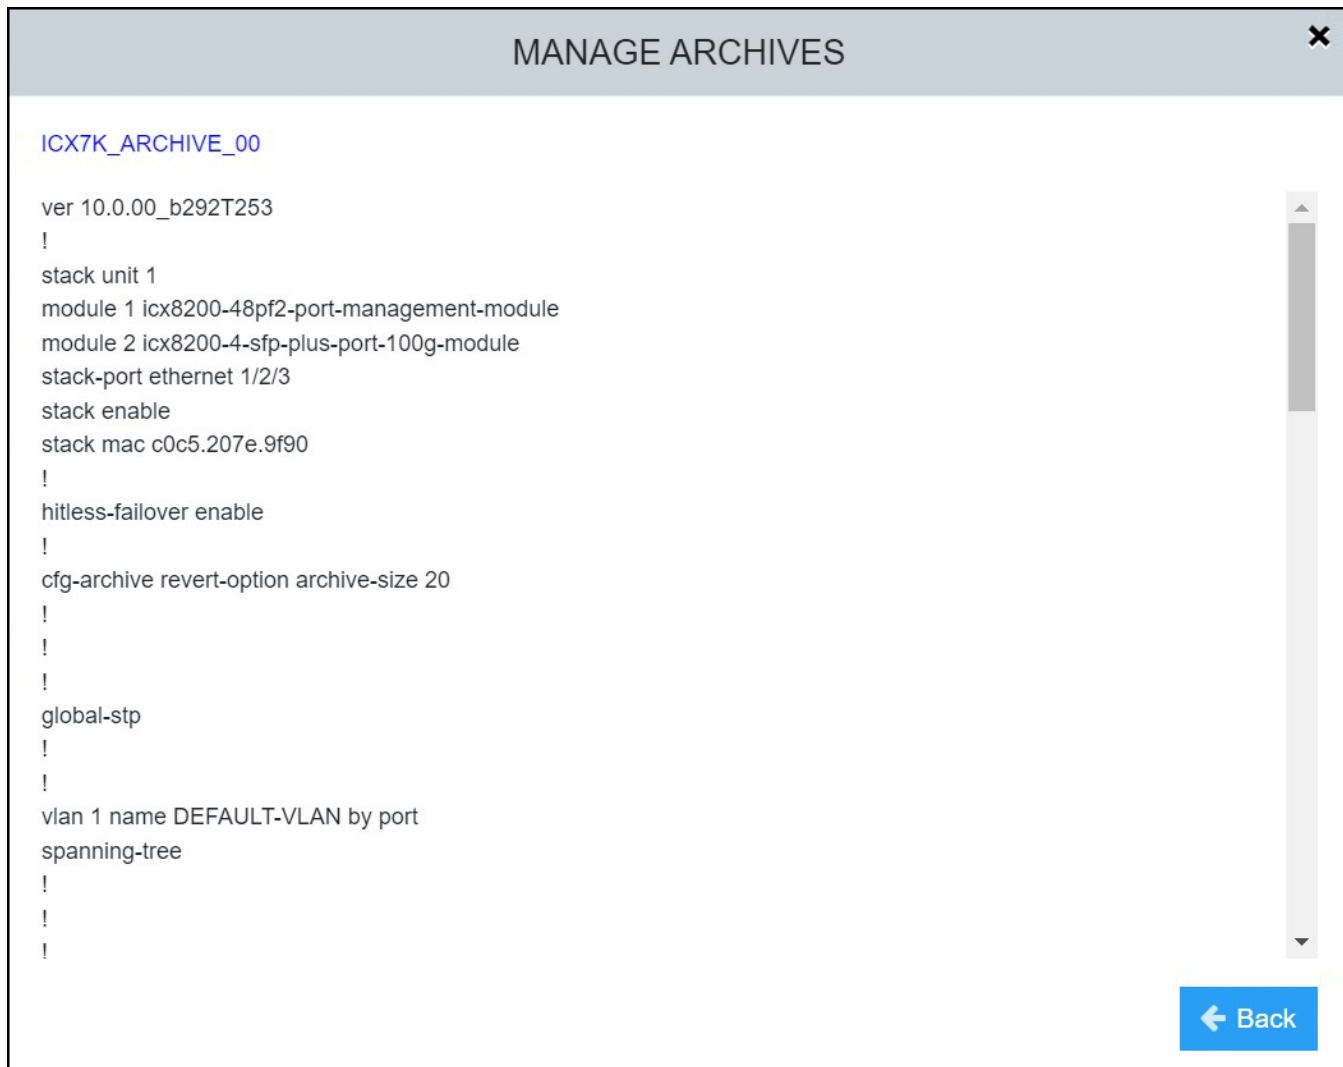 MANAGE ARCHIVES
ICX7K_ARCHIVE_00
ver 10.0.00_b292T253
!
stack unit 1
module 1 icx8200-48pf2-port-management-module
module 2 icx8200-4-sfp-plus-port-100g-module
stack-port ethernet 1/2/3
stack enable
stack mac c0c5.207e.9f90
!
hitless-failover enable
!
cfg-archive revert-option archive-size 20
!
!
!
global-stp
!
!
vlan 1 name DEFAULT-VLAN by port
spanning-tree
!
!
!
Back